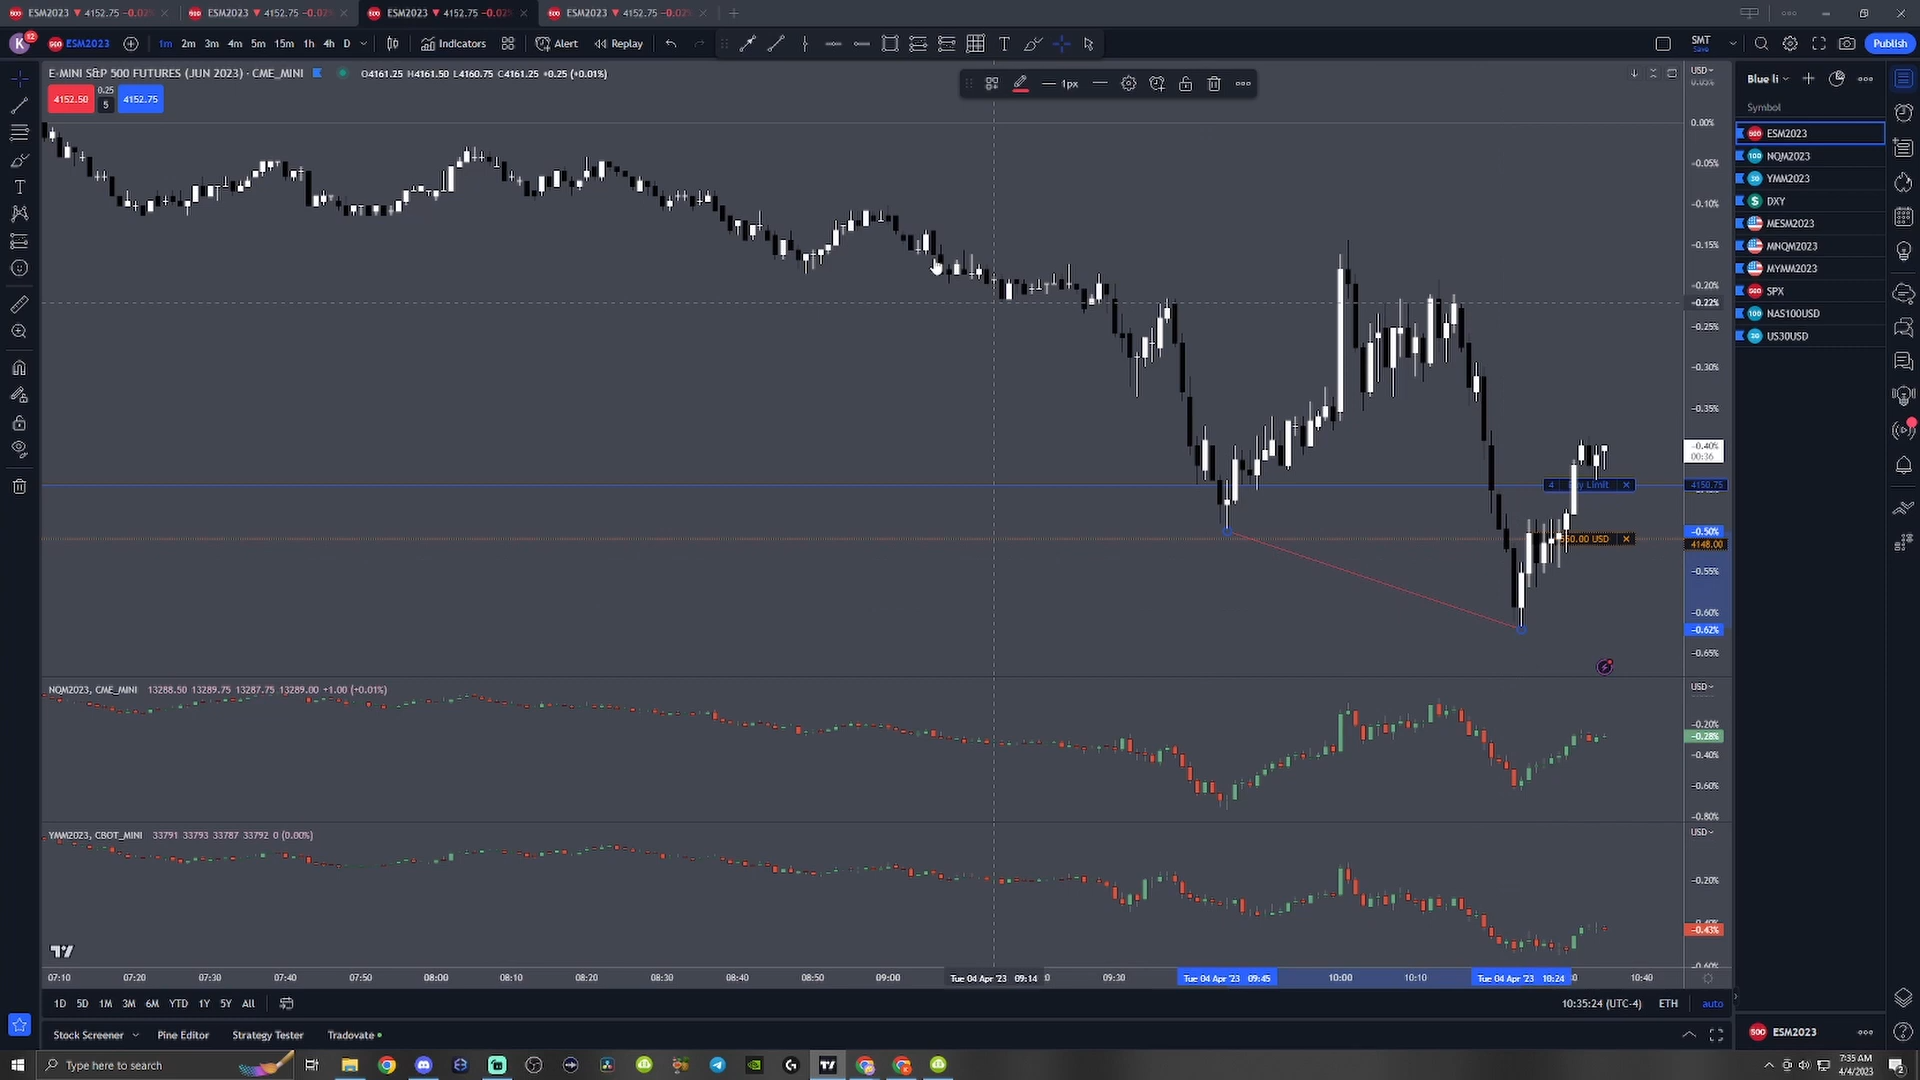 ESM2023 ▼ 4152.75 -0.02% ESM2023 ▼ 4152.75 -0.02% ESM2023 ▼ 4152.75 -0.02% ESM2023 ▼ 4152.75 -0.02%
K 12 ESM2023 1m 2m 3m 4m 5m 15m 1h 4h D Indicators Alert Replay SMT Save Publish
E-MINI S&P 500 FUTURES (JUN 2023) · CME_MINI O4161.25 H4161.50 L4160.75 C4161.25 +0.25 (+0.01%)
4152.50 0.25 5 4152.75
1px
USD
0.05%
0.00%
-0.05%
-0.10%
-0.15%
-0.20%
-0.22%
-0.25%
-0.30%
-0.35%
-0.40%
00:36
4 Buy Limit 4150.75
-0.50%
50.00 USD 4148.00
-0.55%
-0.60%
-0.62%
-0.65%
NQM2023, CME_MINI 13288.50 13289.75 13287.75 13289.00 +1.00 (+0.01%)
USD
-0.20%
-0.28%
-0.40%
-0.60%
-0.80%
YMM2023, CBOT_MINI 33791 33793 33787 33792 0 (0.00%)
USD
-0.20%
-0.43%
07:10 07:20 07:30 07:40 07:50 08:00 08:10 08:20 08:30 08:40 08:50 09:00 Tue 04 Apr '23 09:14 09:30 Tue 04 Apr '23 09:45 10:00 10:10 Tue 04 Apr '23 10:24 10:40
1D 5D 1M 3M 6M YTD 1Y 5Y All 10:35:24 (UTC-4) ETH auto
Stock Screener Pine Editor Strategy Tester Tradovate
Blue li
Symbol
ESM2023
NQM2023
YMM2023
DXY
MESM2023
MNQM2023
MYMM2023
SPX
NAS100USD
US30USD
ESM2023
Type here to search
7:35 AM
4/4/2023
2